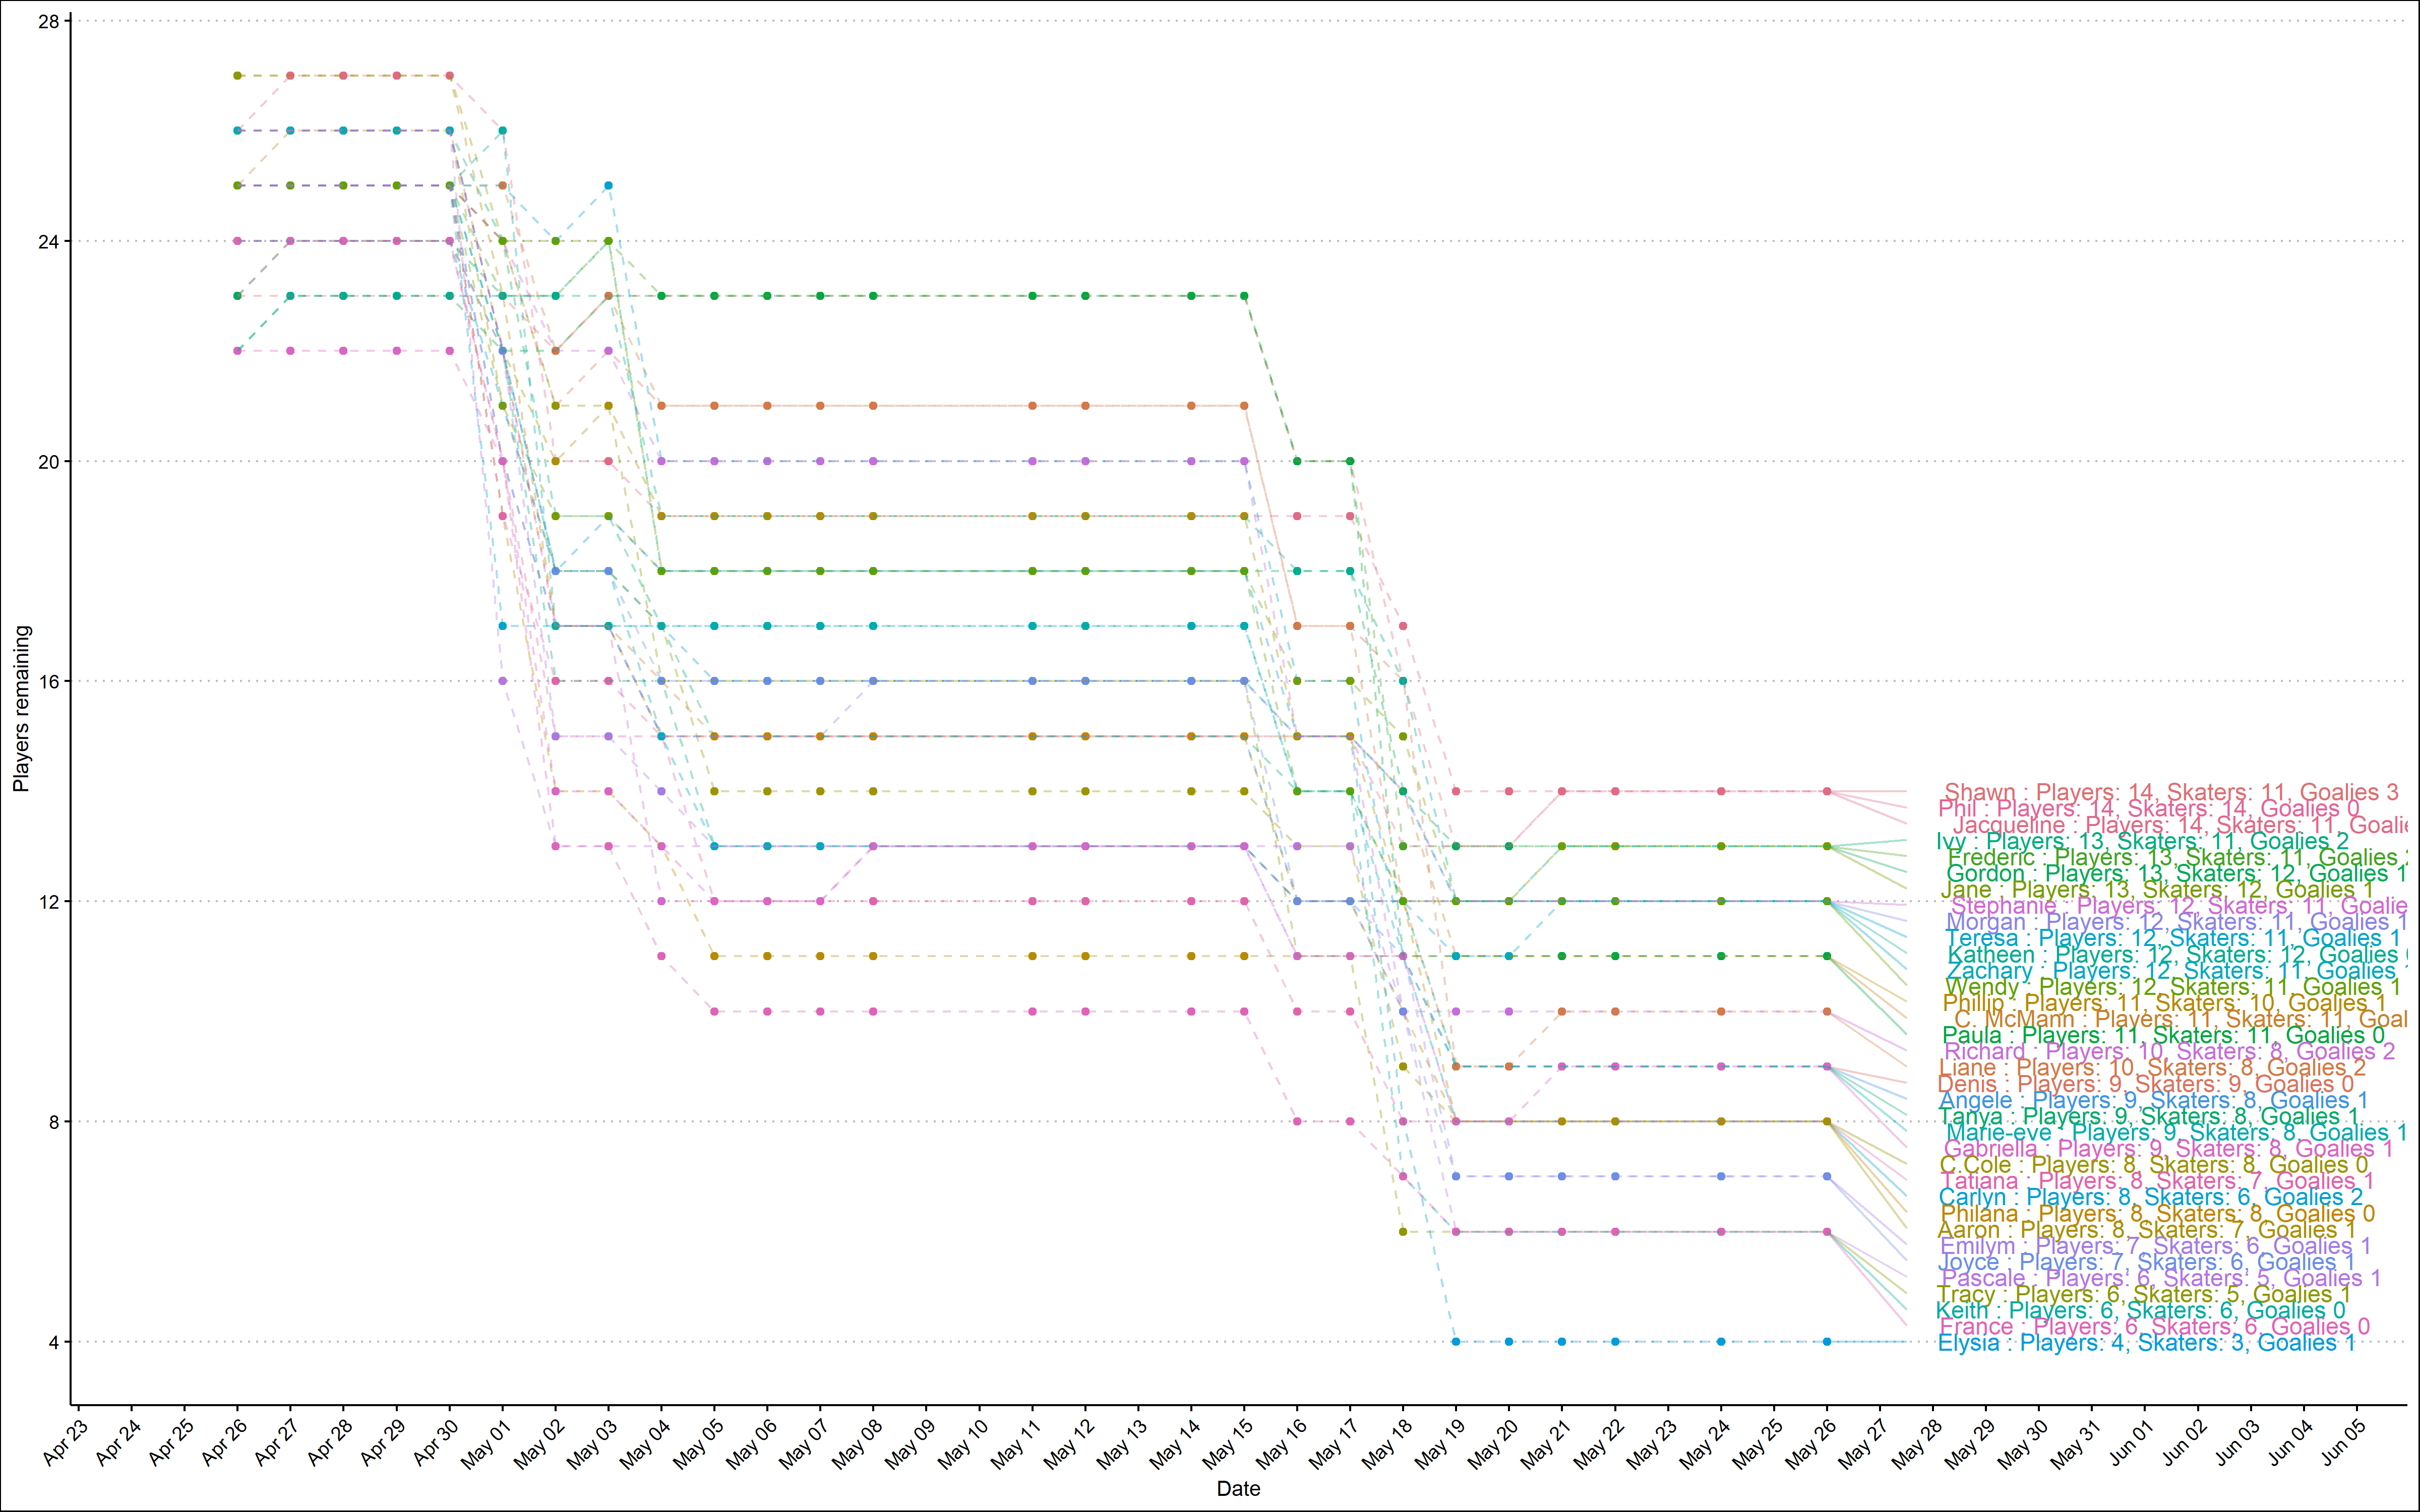 28
24
20
16
12
8
4
Players remaining
Shawn : Players: 14, Skaters: 11, Goalies 3
Phil : Players: 14, Skaters: 14, Goalies 0
Jacqueline : Players: 14, Skaters: 11,
Ivy : Players: 13, Skaters: 11, Goalies 2
Frederic : Players: 13, Skaters: 11, Goalies 2
Gordon : Players: 13, Skaters: 12, Goalies 1
Jane : Players: 13, Skaters: 12, Goalies 1
Stephanie : Players: 12, Skaters: 11,
Morgan : Players: 12, Skaters: 11, Goalies 1
Teresa : Players: 12, Skaters: 11, Goalies 1
Katheen : Players: 12, Skaters: 12, Goalies
Zachary : Players: 12, Skaters: 11, Goalies
Wendy : Players: 12, Skaters: 11, Goalies 1
Phillip : Players: 11, Skaters: 10, Goalies 1
C. McMann : Players: 11, Skaters: 11,
Paula : Players: 11, Skaters: 11, Goalies 0
Richard : Players: 10, Skaters: 8, Goalies 2
Liane : Players: 10, Skaters: 8, Goalies 2
Denis : Players: 9, Skaters: 9, Goalies 0
Angele : Players: 9, Skaters: 8, Goalies 1
Tanya : Players: 9, Skaters: 8, Goalies 1
Marie-eve : Players: 9, Skaters: 8, Goalies 1
Gabriella : Players: 9, Skaters: 8, Goalies 1
C.Cole : Players: 8, Skaters: 8, Goalies 0
Tatiana : Players: 8, Skaters: 7, Goalies 1
Carlyn : Players: 8, Skaters: 6, Goalies 2
Philana : Players: 8, Skaters: 8, Goalies 0
Aaron : Players: 8, Skaters: 7, Goalies 1
Emilym : Players: 7, Skaters: 6, Goalies 1
Joyce : Players: 7, Skaters: 6, Goalies 1
Pascale : Players: 6, Skaters: 5, Goalies 1
Tracy : Players: 6, Skaters: 5, Goalies 1
Keith : Players: 6, Skaters: 6, Goalies 0
France : Players: 6, Skaters: 6, Goalies 0
Elysia : Players: 4, Skaters: 3, Goalies 1
Apr 23 Apr 24 Apr 25 Apr 26 Apr 27 Apr 28 Apr 29 Apr 30 May 01 May 02 May 03 May 04 May 05 May 06 May 07 May 08 May 09 May 10 May 11 May 12 May 13 May 14 May 15 May 16 May 17 May 18 May 19 May 20 May 21 May 22 May 23 May 24 May 25 May 26 May 27 May 28 May 29 May 30 May 31 Jun 01 Jun 02 Jun 03 Jun 04 Jun 05
Date